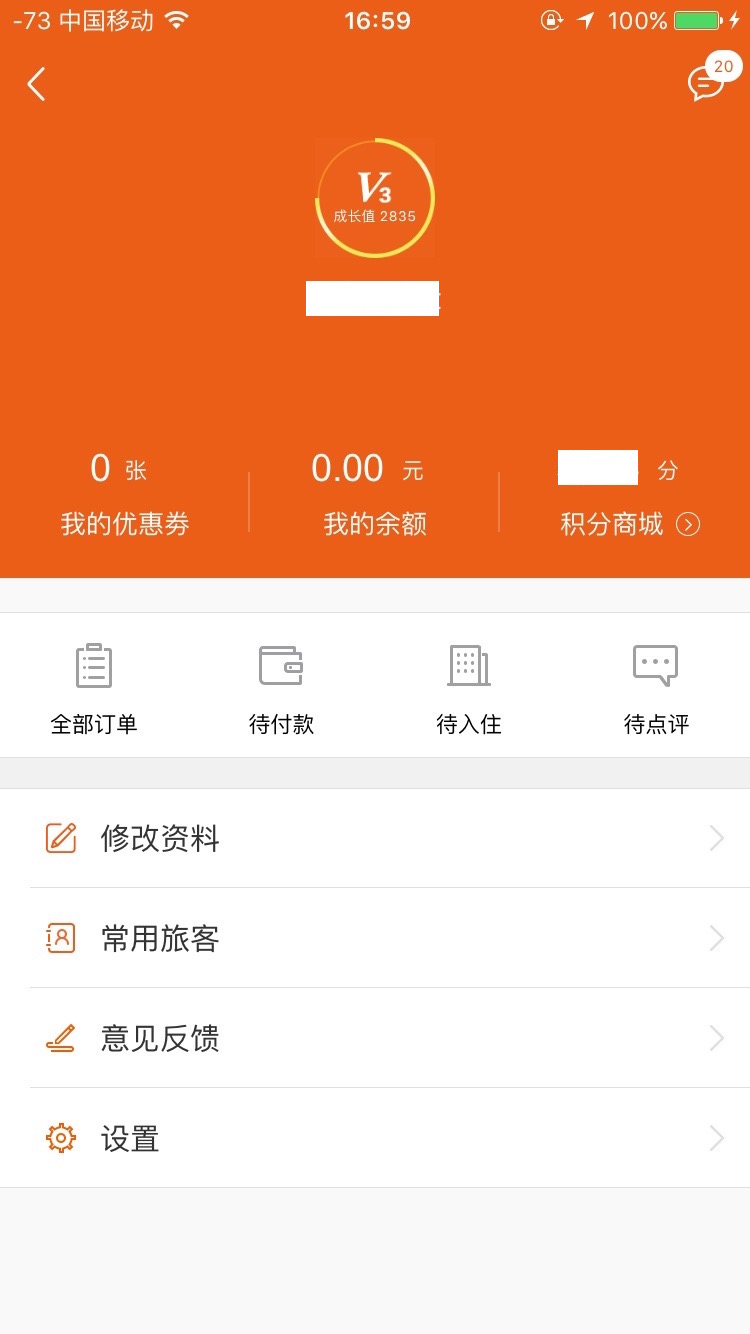 -73 中国移动 16:59 100%
20
V3
成长值 2835
0 张 0.00 元 分
我的优惠券 我的余额 积分商城
全部订单 待付款 待入住 待点评
修改资料
常用旅客
意见反馈
设置